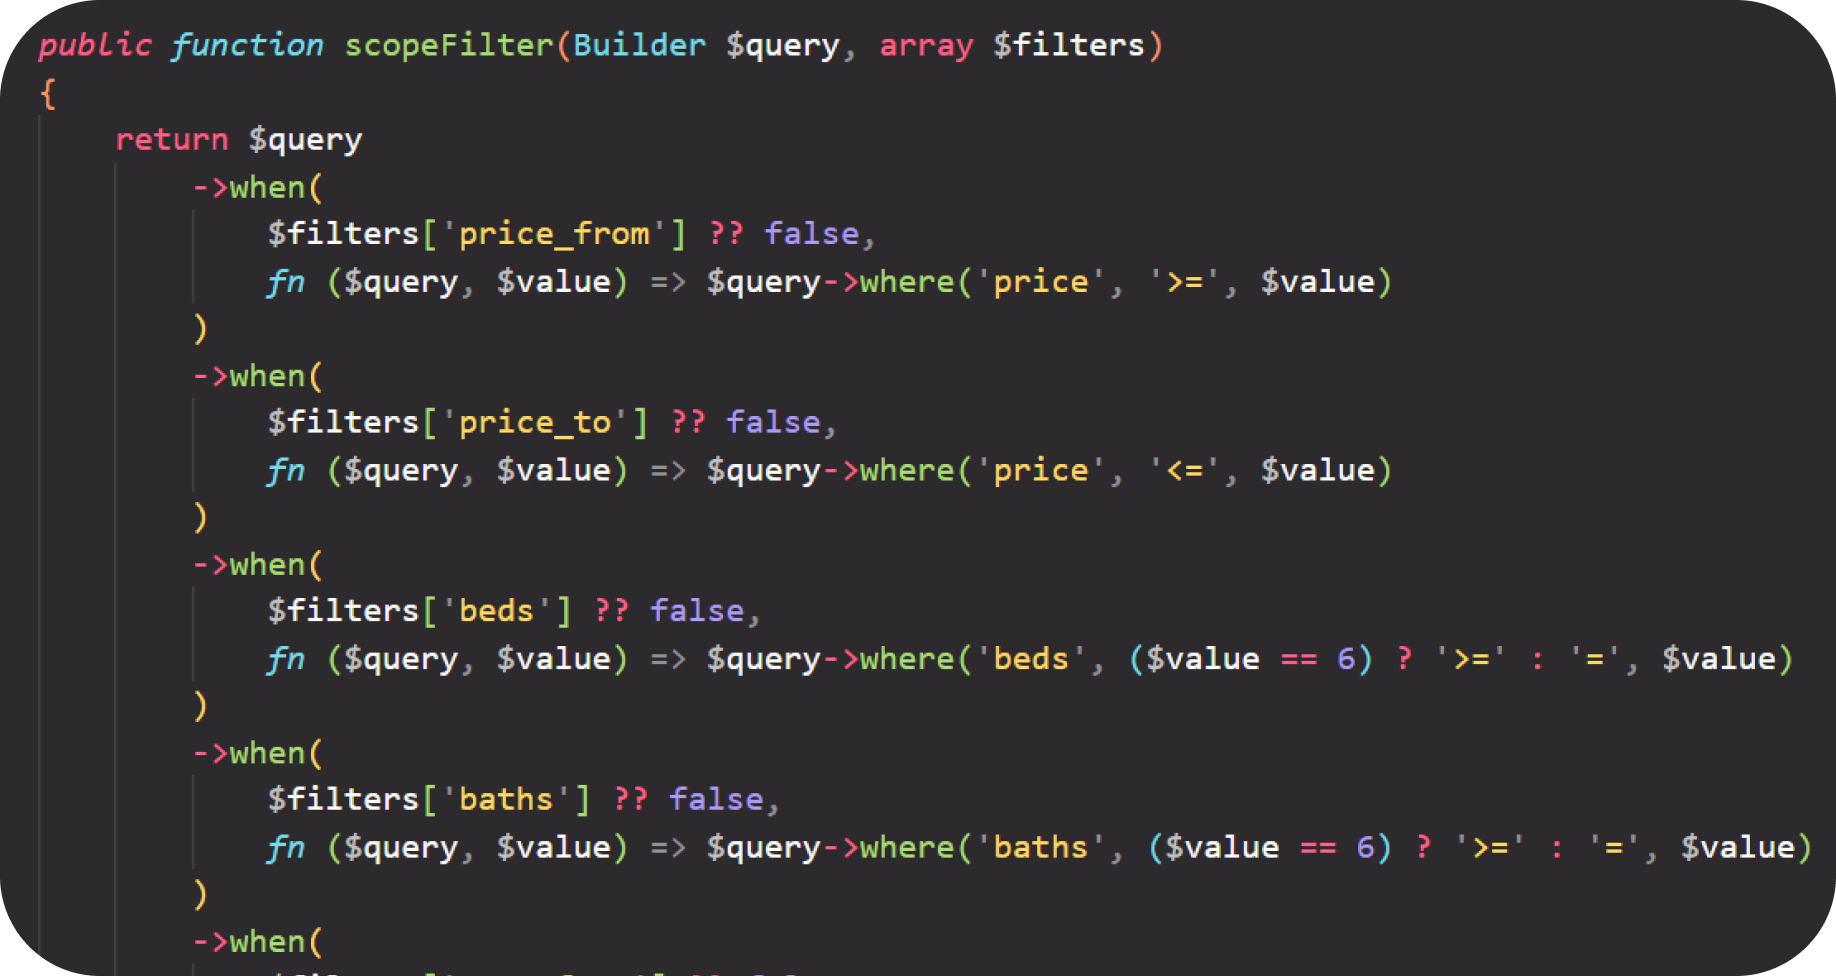 public function scopeFilter(Builder $query, array $filters)
{
return $query
->when(
$filters['price_from'] ?? false,
fn ($query, $value) => $query->where('price', '>=', $value)
)
->when(
$filters['price_to'] ?? false,
fn ($query, $value) => $query->where('price', '<=', $value)
)
->when(
$filters['beds'] ?? false,
fn ($query, $value) => $query->where('beds', ($value == 6) ? '>=' : '=', $value)
)
->when(
$filters['baths'] ?? false,
fn ($query, $value) => $query->where('baths', ($value == 6) ? '>=' : '=', $value)
)
->when(